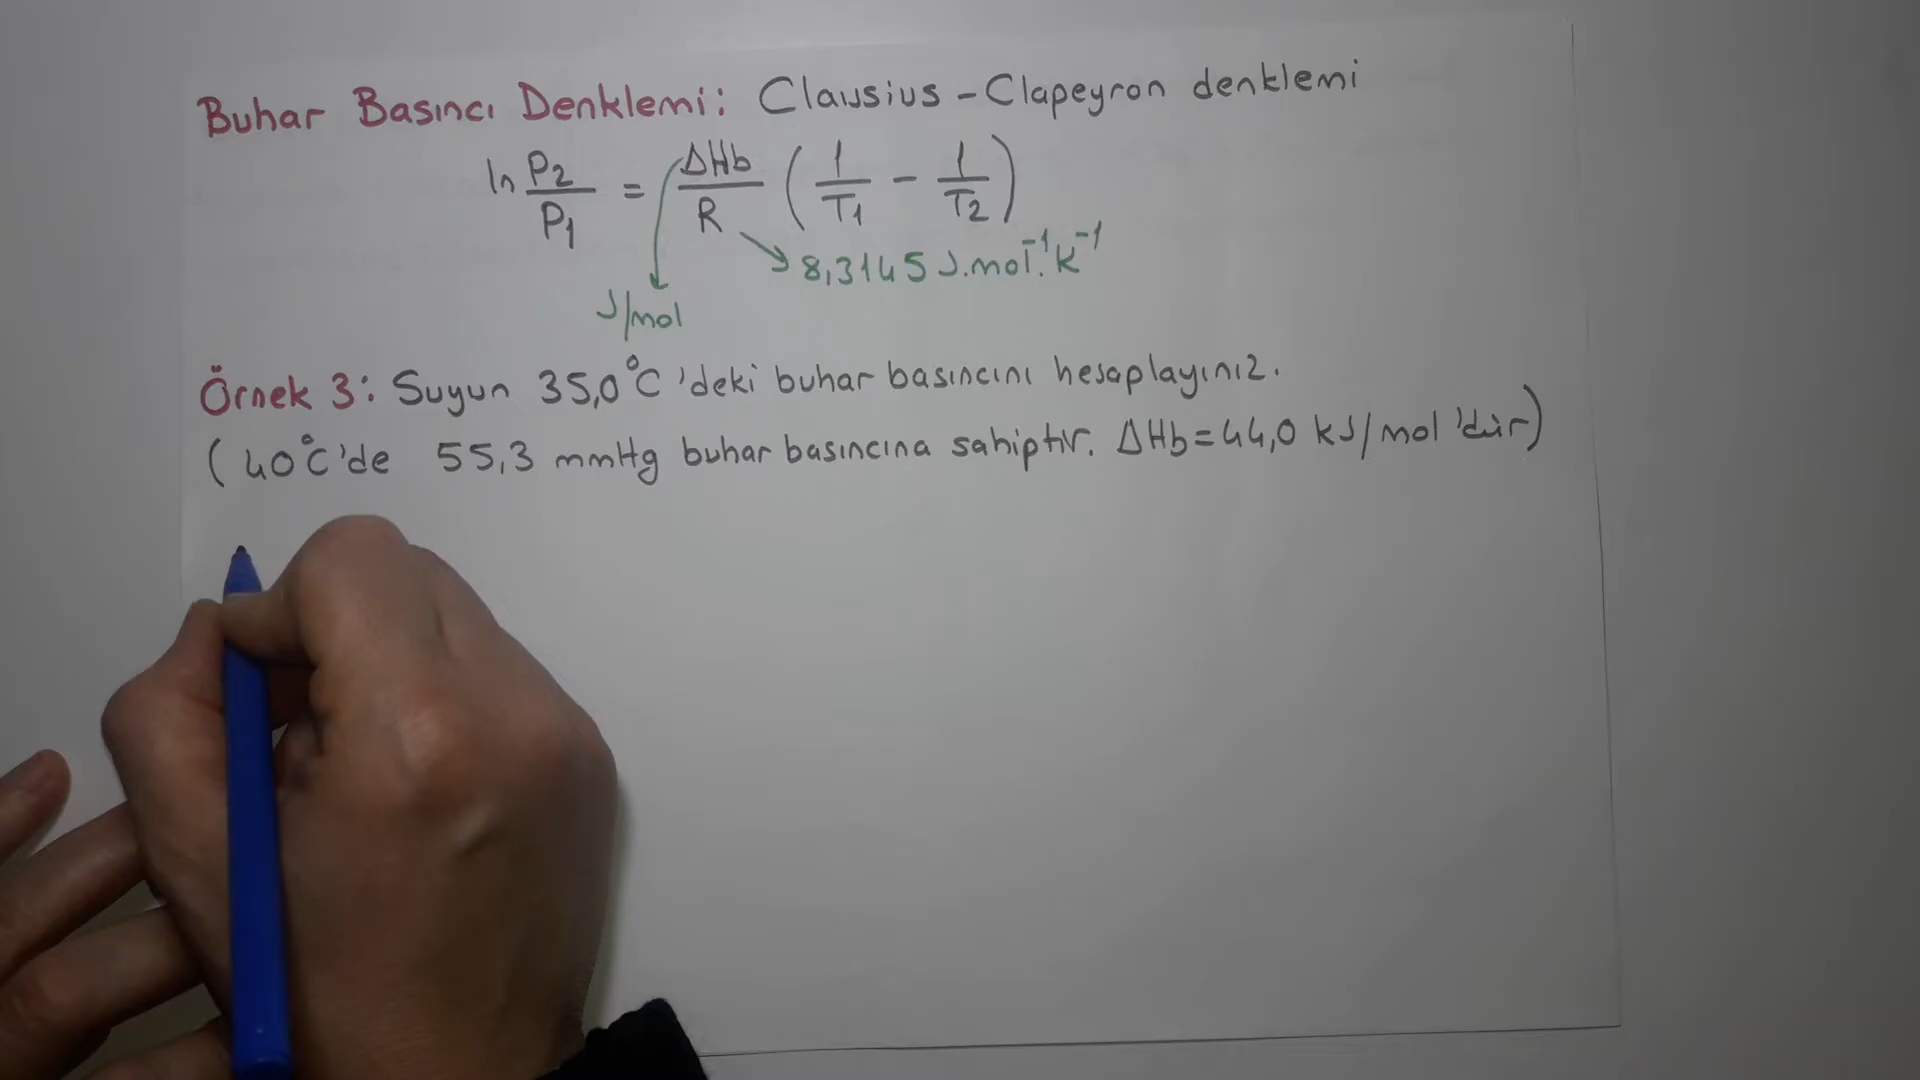 Buhar Basıncı Denklemi: Clausius-Clapeyron denklemi
ln P2/P1 = ΔHb/R (1/T1 - 1/T2)
8,3145 J.mol⁻¹.K⁻¹
J/mol
Örnek 3: Suyun 35,0°C'deki buhar basıncını hesaplayınız.
(40°C'de 55,3 mmHg buhar basıncına sahiptir. ΔHb=44,0 kJ/mol'dür)